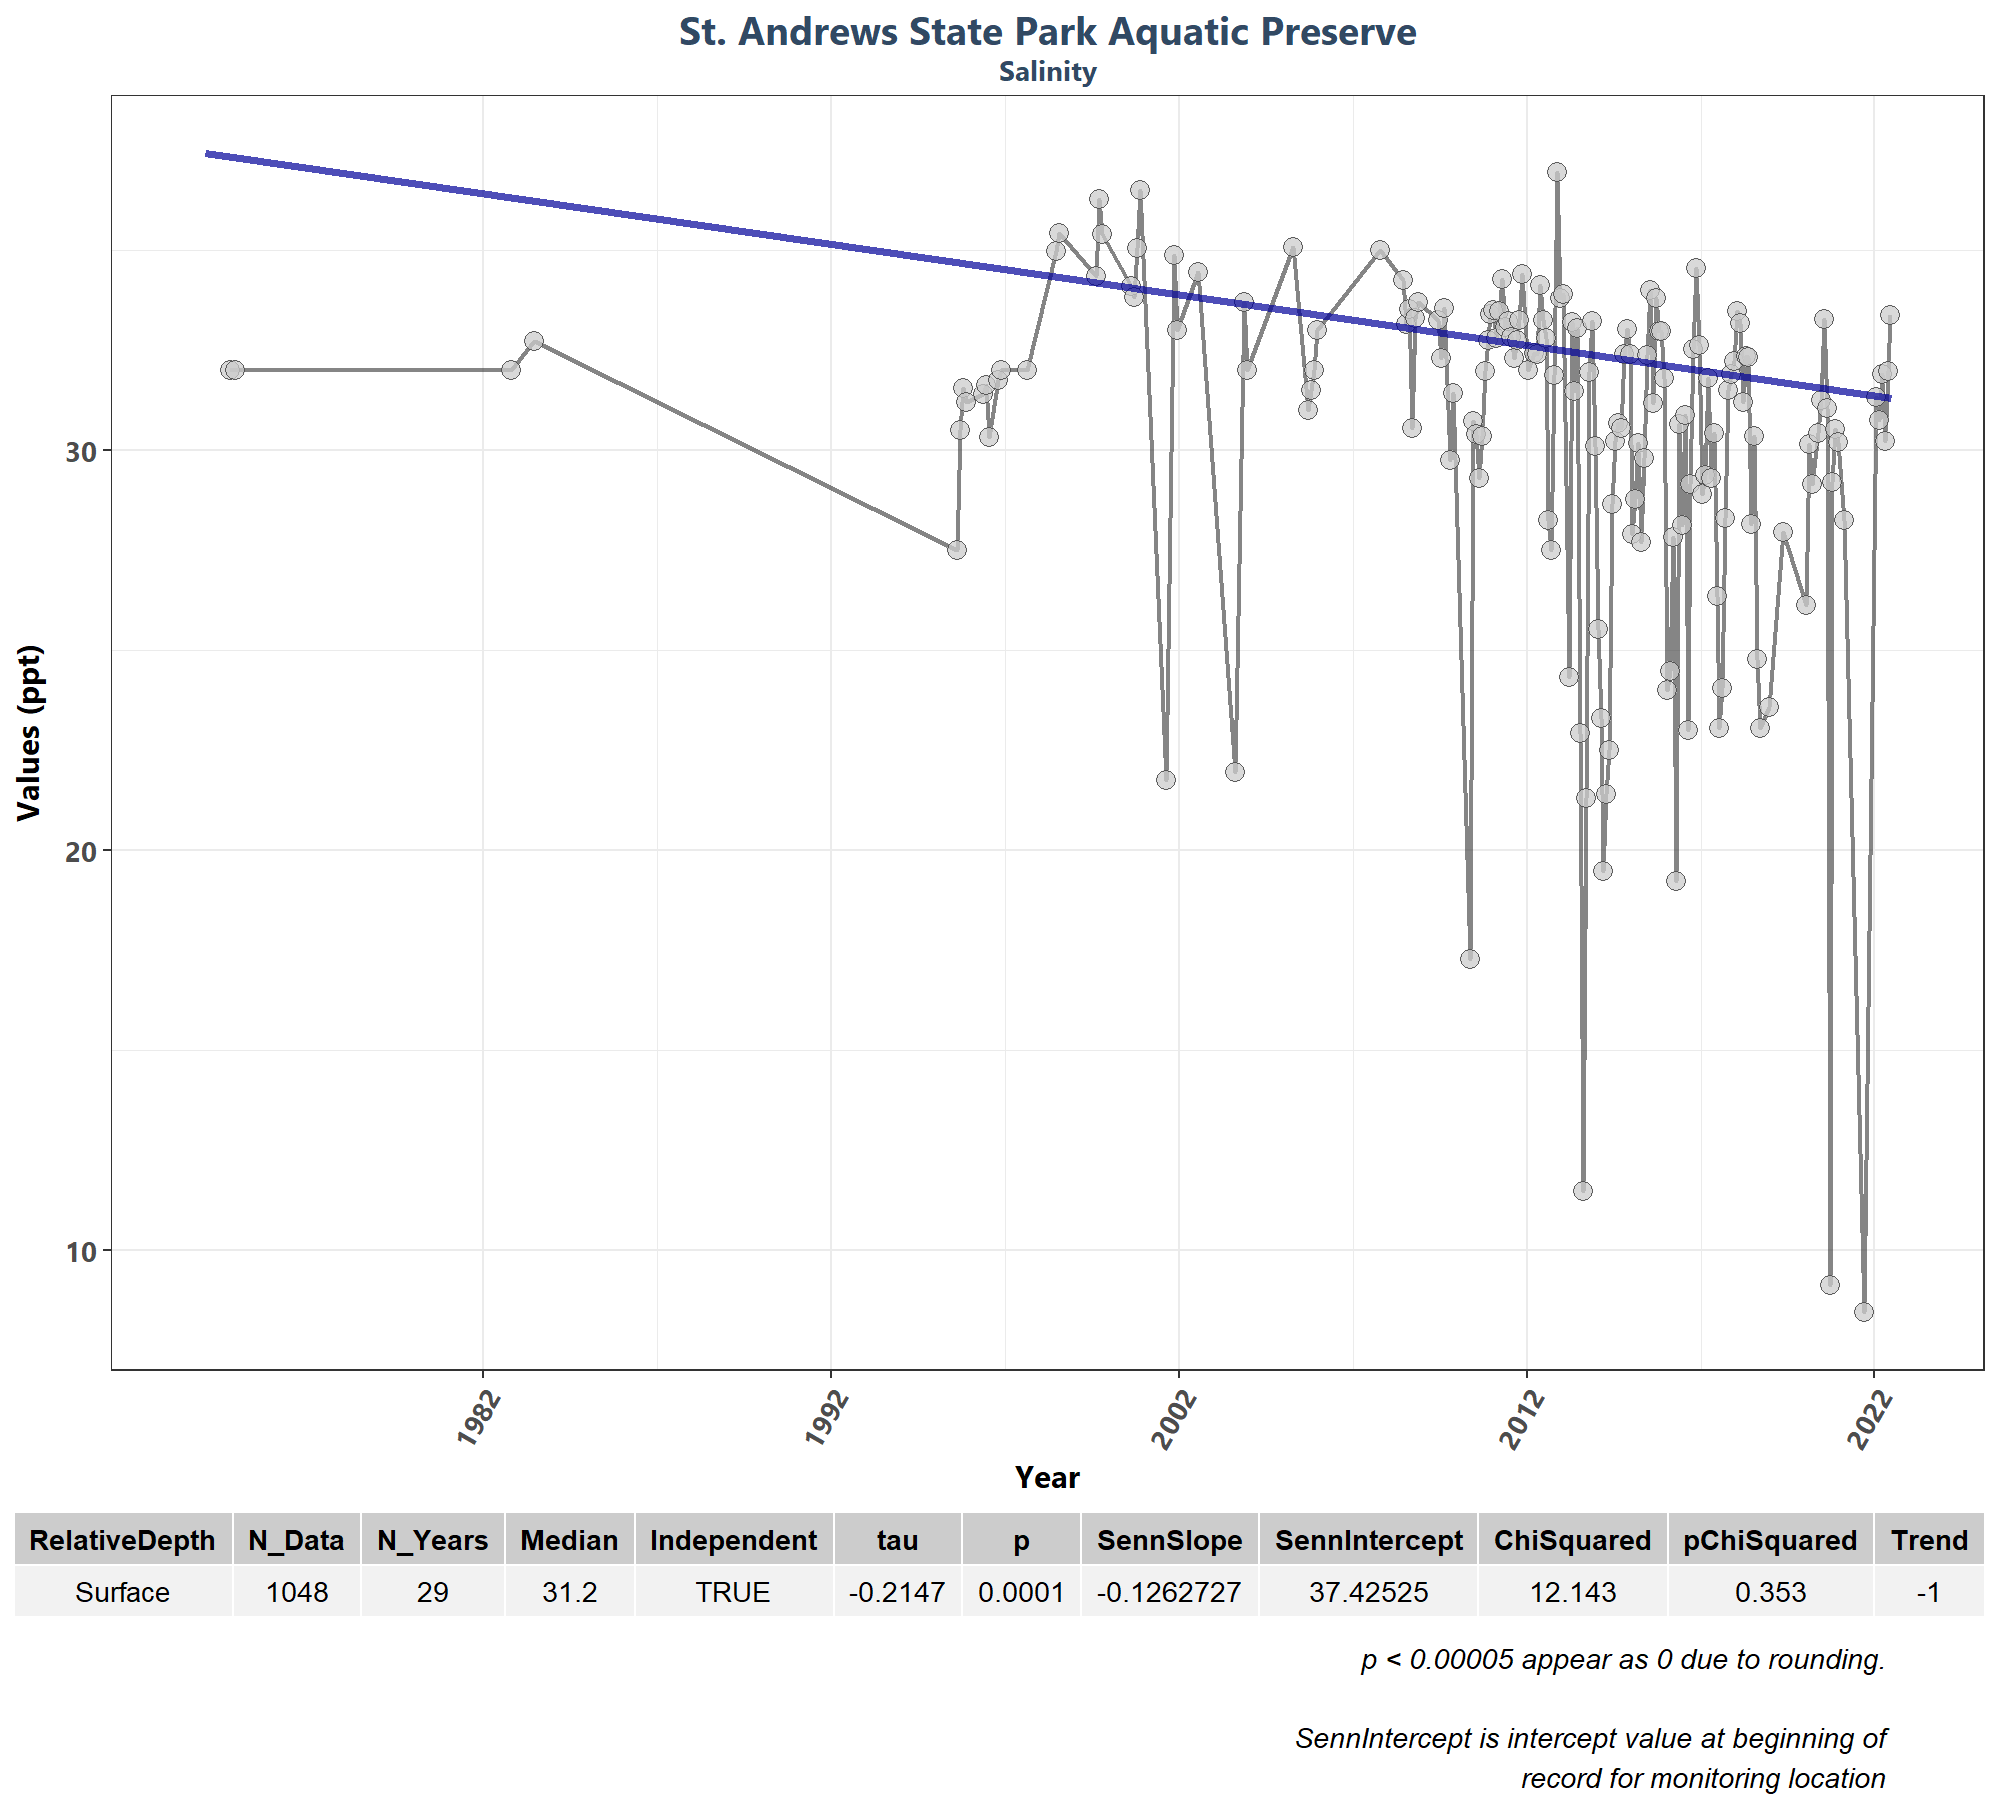 St. Andrews State Park Aquatic Preserve
Salinity
Values (ppt)
30
20
10
1982
1992
2002
2012
2022
Year
RelativeDepth N_Data N_Years Median Independent tau p SennSlope SennIntercept ChiSquared pChiSquared Trend
Surface 1048 29 31.2 TRUE -0.2147 0.0001 -0.1262727 37.42525 12.143 0.353 -1
p < 0.00005 appear as 0 due to rounding.
SennIntercept is intercept value at beginning of
record for monitoring location